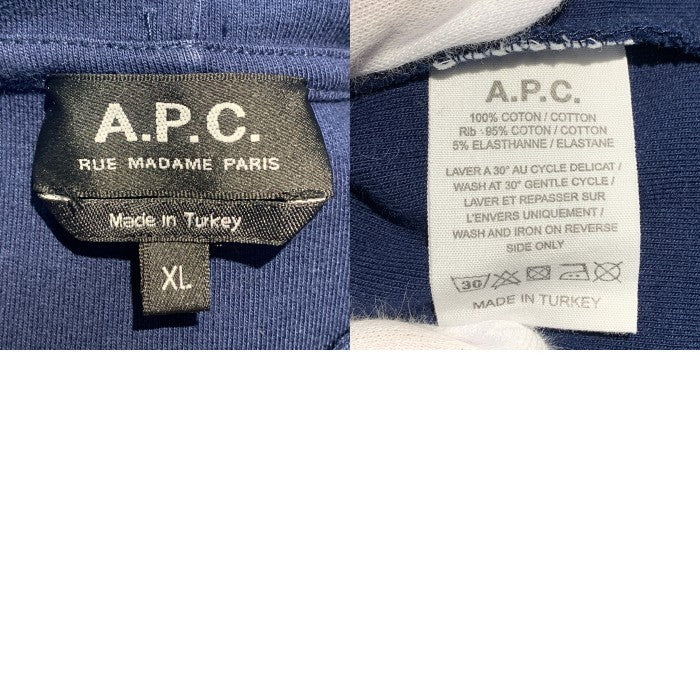 A.P.C.
RUE MADAME PARIS
Made in Turkey
XL
A.P.C.
100% COTON / COTTON
Rib - 95% COTON / COTTON
5% ELASTHANNE / ELASTANE
LAVER A 30° AU CYCLE DELICAT /
WASH AT 30° GENTLE CYCLE /
LAVER ET REPASSER SUR
L'ENVERS UNIQUEMENT /
WASH AND IRON ON REVERSE
SIDE ONLY
30
MADE IN TURKEY